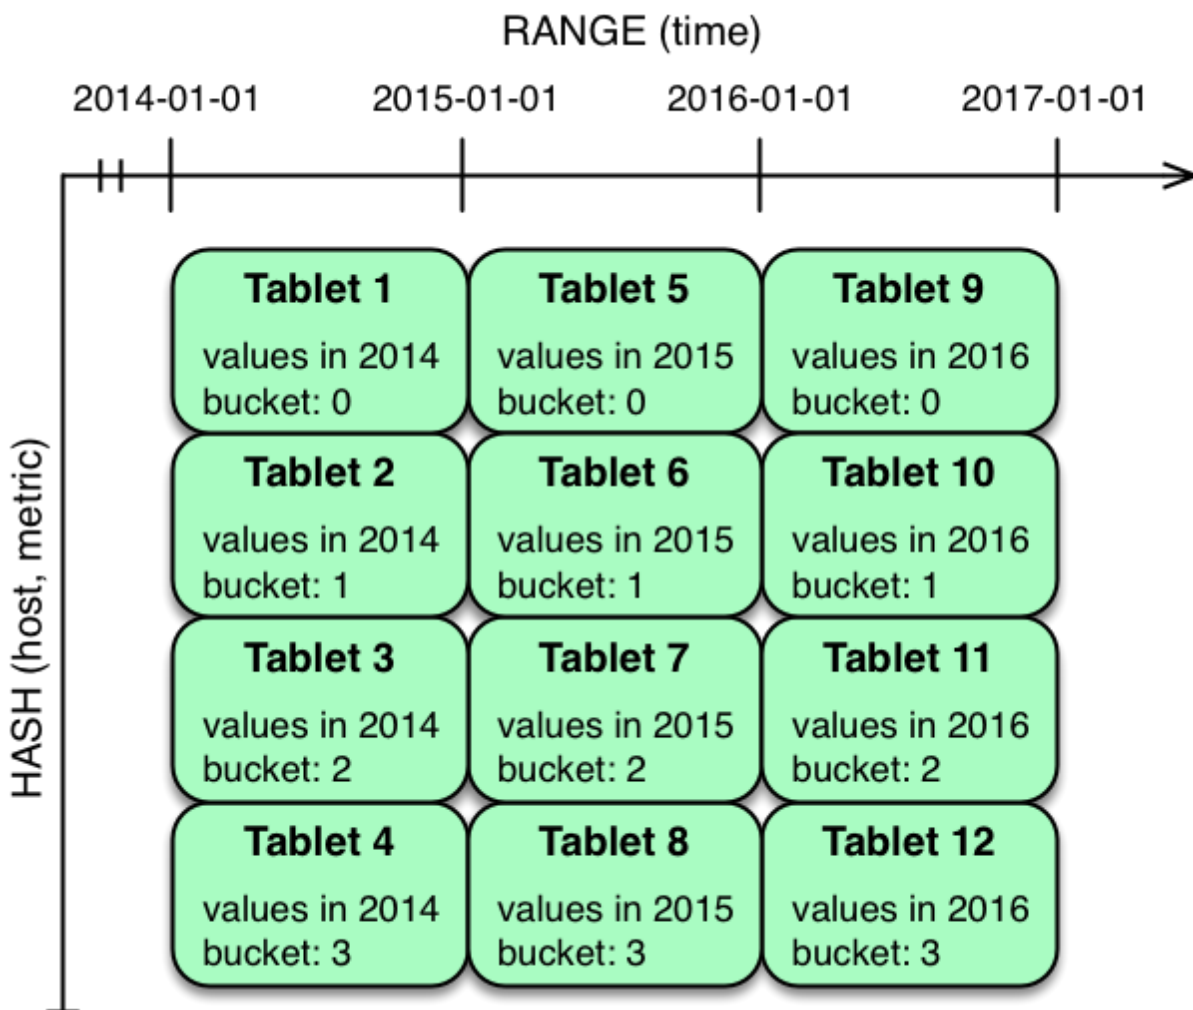 RANGE (time)
2014-01-01 2015-01-01 2016-01-01 2017-01-01
HASH (host, metric)
Tablet 1 Tablet 5 Tablet 9
values in 2014 values in 2015 values in 2016
bucket: 0 bucket: 0 bucket: 0
Tablet 2 Tablet 6 Tablet 10
values in 2014 values in 2015 values in 2016
bucket: 1 bucket: 1 bucket: 1
Tablet 3 Tablet 7 Tablet 11
values in 2014 values in 2015 values in 2016
bucket: 2 bucket: 2 bucket: 2
Tablet 4 Tablet 8 Tablet 12
values in 2014 values in 2015 values in 2016
bucket: 3 bucket: 3 bucket: 3